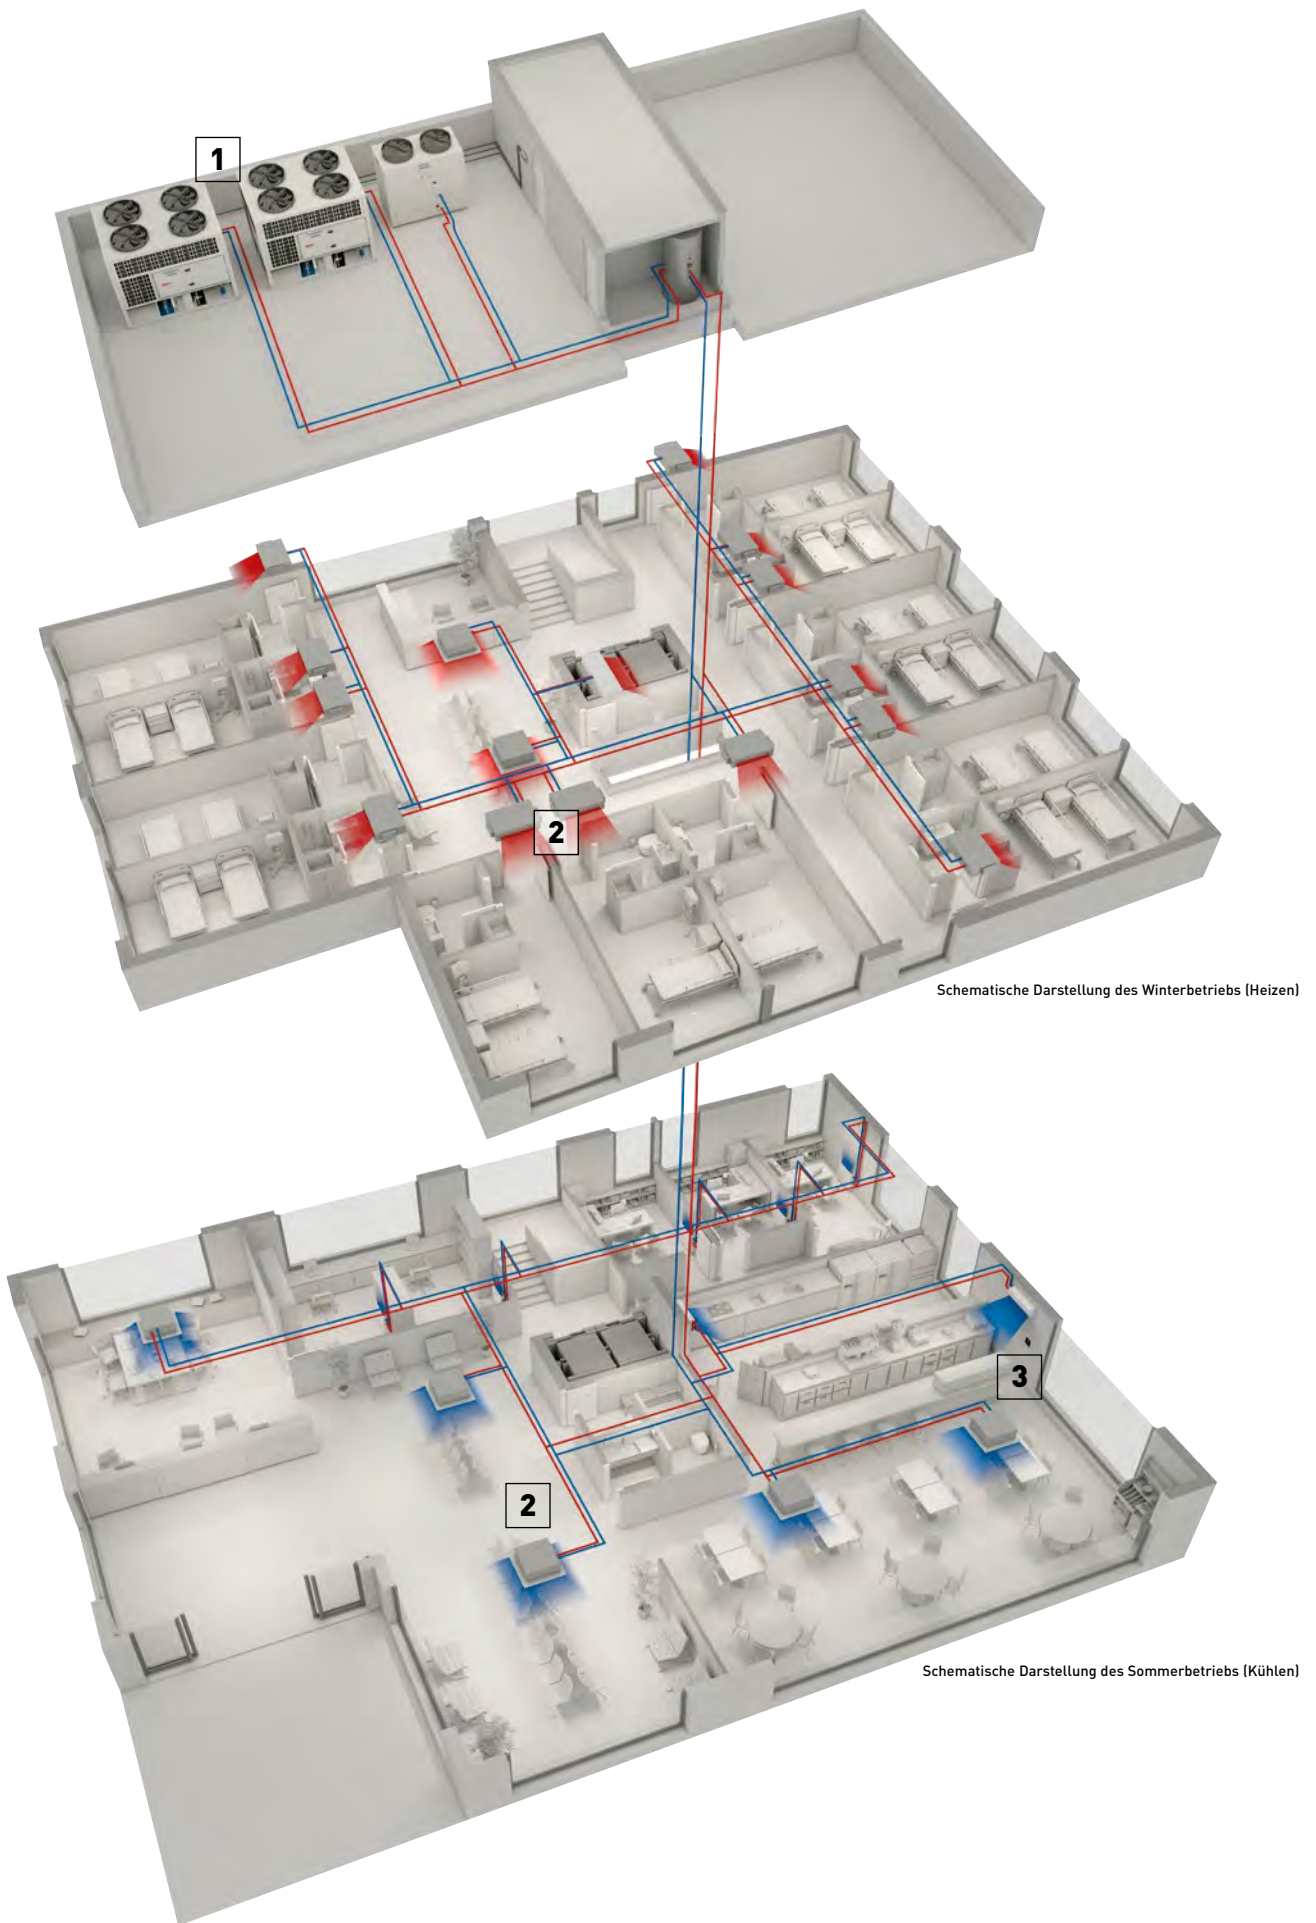 1
2
Schematische Darstellung des Winterbetriebs (Heizen)
3
2
Schematische Darstellung des Sommerbetriebs (Kühlen)